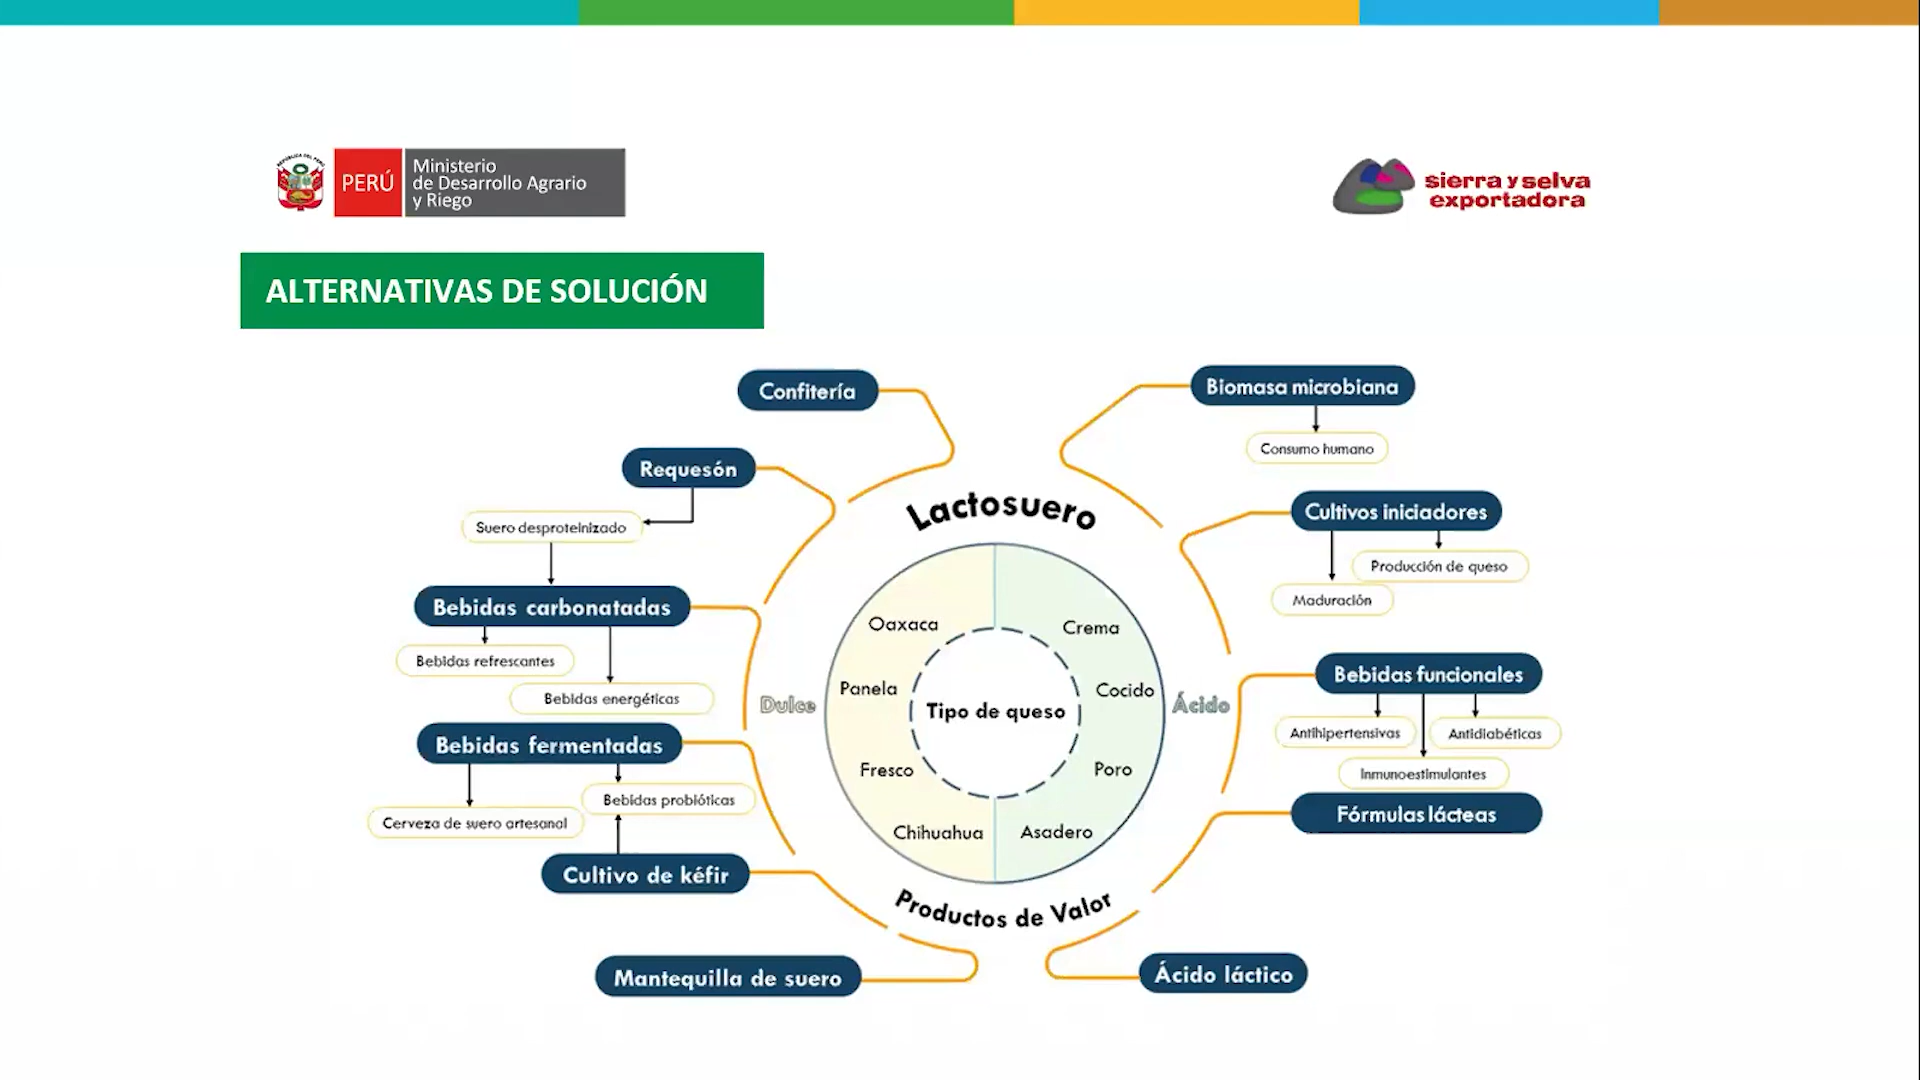 REPÚBLICA DEL PERÚ
PERÚ
Ministerio
de Desarrollo Agrario
y Riego
sierra y selva
exportadora
ALTERNATIVAS DE SOLUCIÓN
Confitería
Requesón
Suero desproteinizado
Bebidas carbonatadas
Bebidas refrescantes
Bebidas energéticas
Bebidas fermentadas
Bebidas probióticas
Cerveza de suero artesanal
Cultivo de kéfir
Mantequilla de suero
Lactosuero
Dulce
Oaxaca
Panela
Fresco
Chihuahua
Tipo de queso
Crema
Cocido
Poro
Asadero
Ácido
Productos de Valor
Biomasa microbiana
Consumo humano
Cultivos iniciadores
Producción de queso
Maduración
Bebidas funcionales
Antihipertensivas
Antidiabéticas
Inmunoestimulantes
Fórmulas lácteas
Ácido láctico